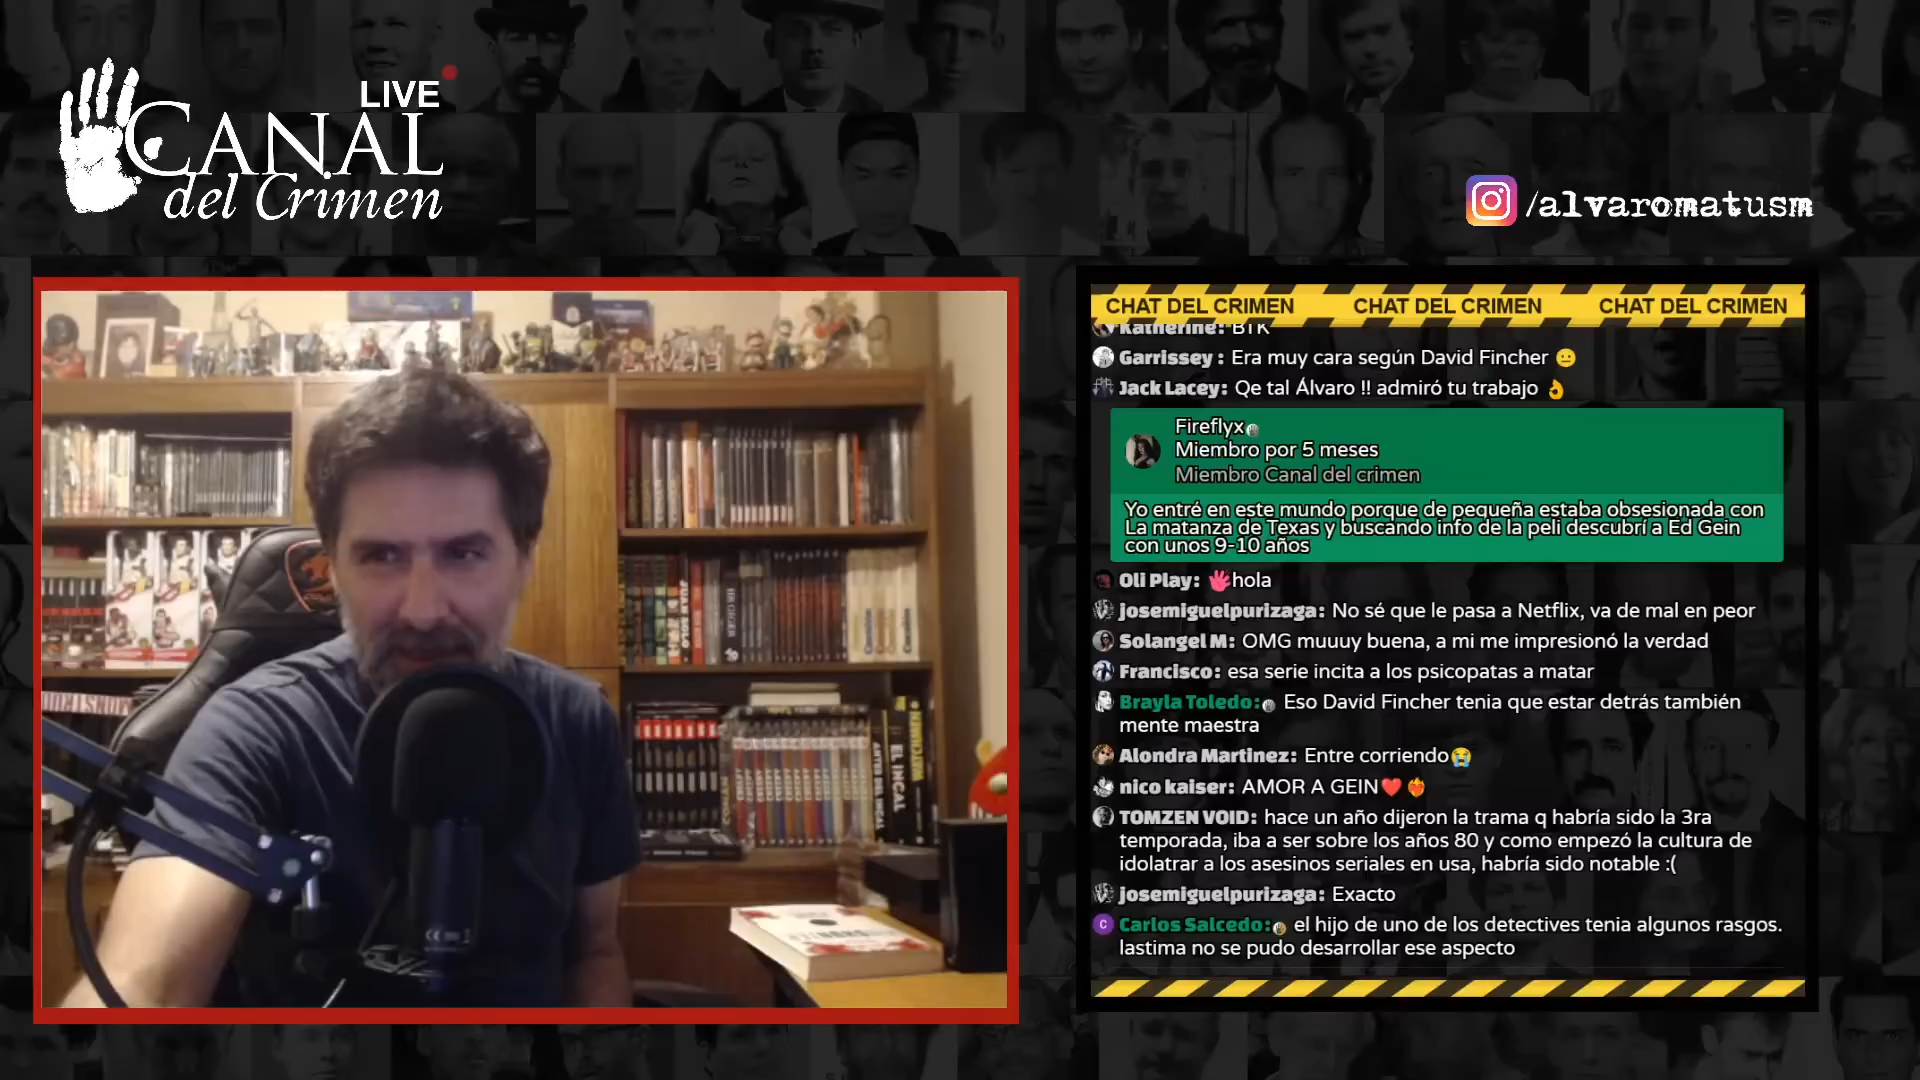 LIVE
CANAL
del Crimen
/alvaromatusm
CHAT DEL CRIMEN CHAT DEL CRIMEN CHAT DEL CRIMEN
Katherine: BTK
Garrissey : Era muy cara según David Fincher 😐
Jack Lacey: Qe tal Álvaro !! admiró tu trabajo 👌
Fireflyx
Miembro por 5 meses
Miembro Canal del crimen
Yo entré en este mundo porque de pequeña estaba obsesionada con
La matanza de Texas y buscando info de la peli descubrí a Ed Gein
con unos 9-10 años
Oli Play: hola
josemiguelpurizaga: No sé que le pasa a Netflix, va de mal en peor
Solangel M: OMG muuuy buena, a mi me impresionó la verdad
Francisco: esa serie incita a los psicopatas a matar
Brayla Toledo: Eso David Fincher tenia que estar detrás también
mente maestra
Alondra Martinez: Entre corriendo😭
nico kaiser: AMOR A GEIN❤️❤️‍🔥
TOMZEN VOID: hace un año dijeron la trama q habría sido la 3ra
temporada, iba a ser sobre los años 80 y como empezó la cultura de
idolatrar a los asesinos seriales en usa, habría sido notable :(
josemiguelpurizaga: Exacto
C Carlos Salcedo: el hijo de uno de los detectives tenia algunos rasgos.
lastima no se pudo desarrollar ese aspecto
EL INCAL